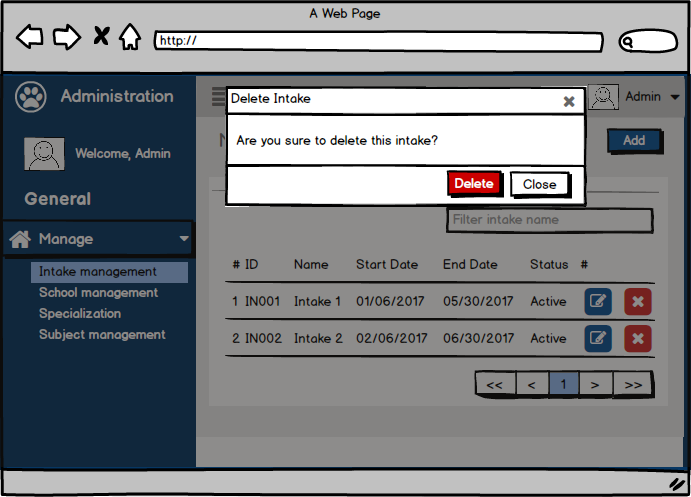 A Web Page
http://
Administration
Admin
Welcome, Admin
Delete Intake
Are you sure to delete this intake?
Delete
Close
Add
General
Manage
Filter intake name
Intake management
School management
Specialization
Subject management
# ID Name Start Date End Date Status #
1 IN001 Intake 1 01/06/2017 05/30/2017 Active
2 IN002 Intake 2 02/06/2017 06/30/2017 Active
<< < 1 > >>